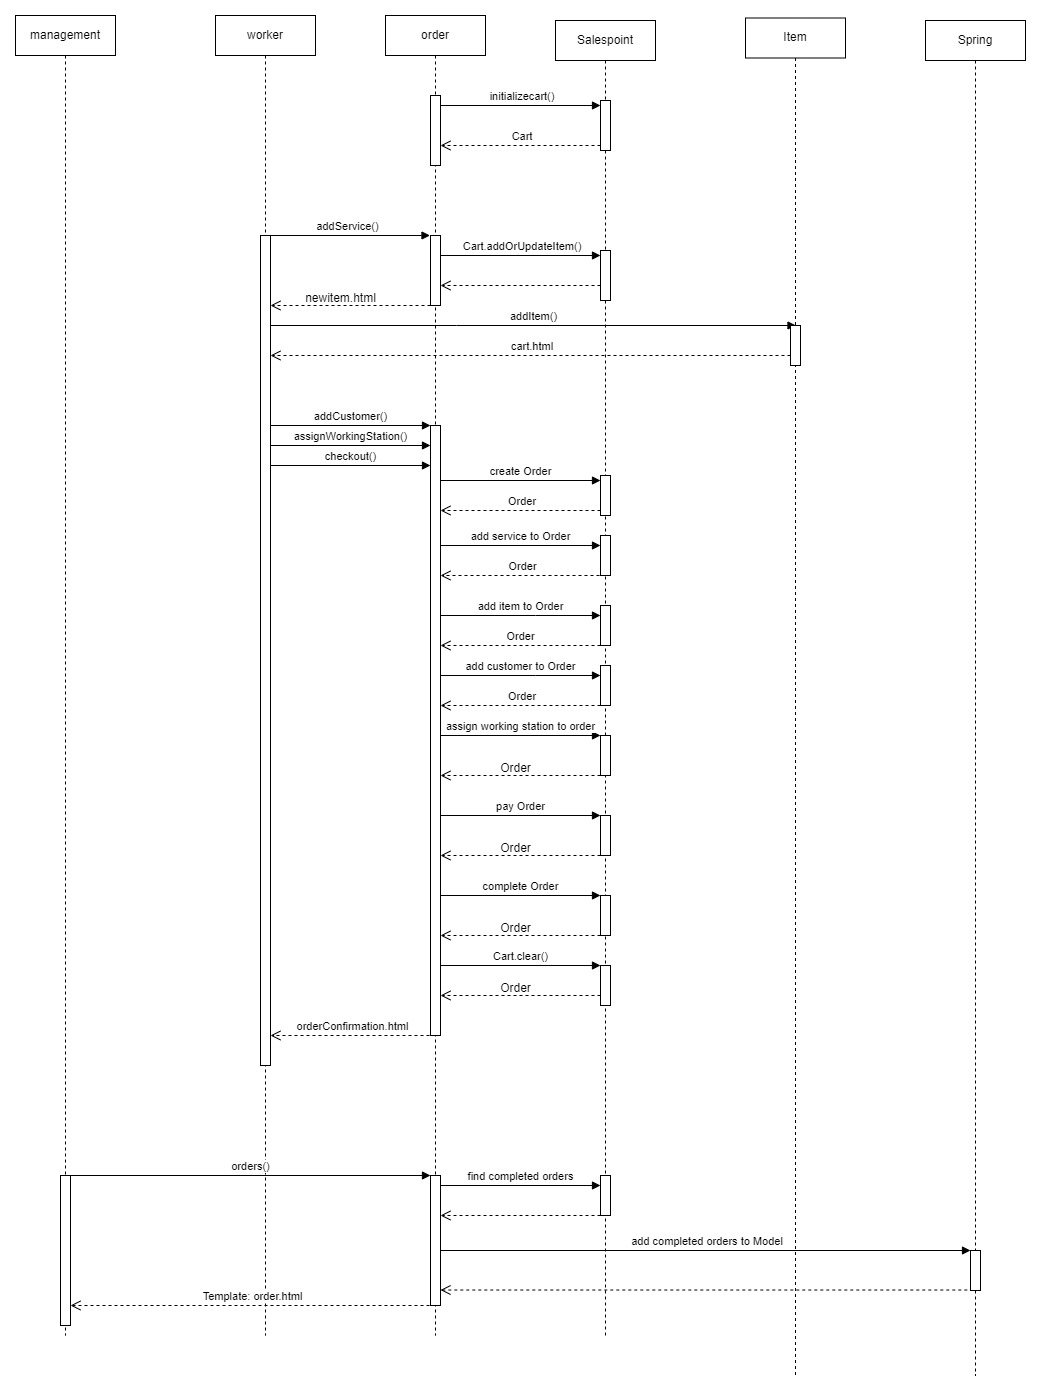 management
worker
order
Salespoint
Item
Spring
initializecart()
Cart
addService()
Cart.addOrUpdateItem()
newitem.html
addItem()
cart.html
addCustomer()
assignWorkingStation()
checkout()
create Order
Order
add service to Order
Order
add item to Order
Order
add customer to Order
Order
assign working station to order
Order
pay Order
Order
complete Order
Order
Cart.clear()
Order
orderConfirmation.html
orders()
find completed orders
add completed orders to Model
Template: order.html